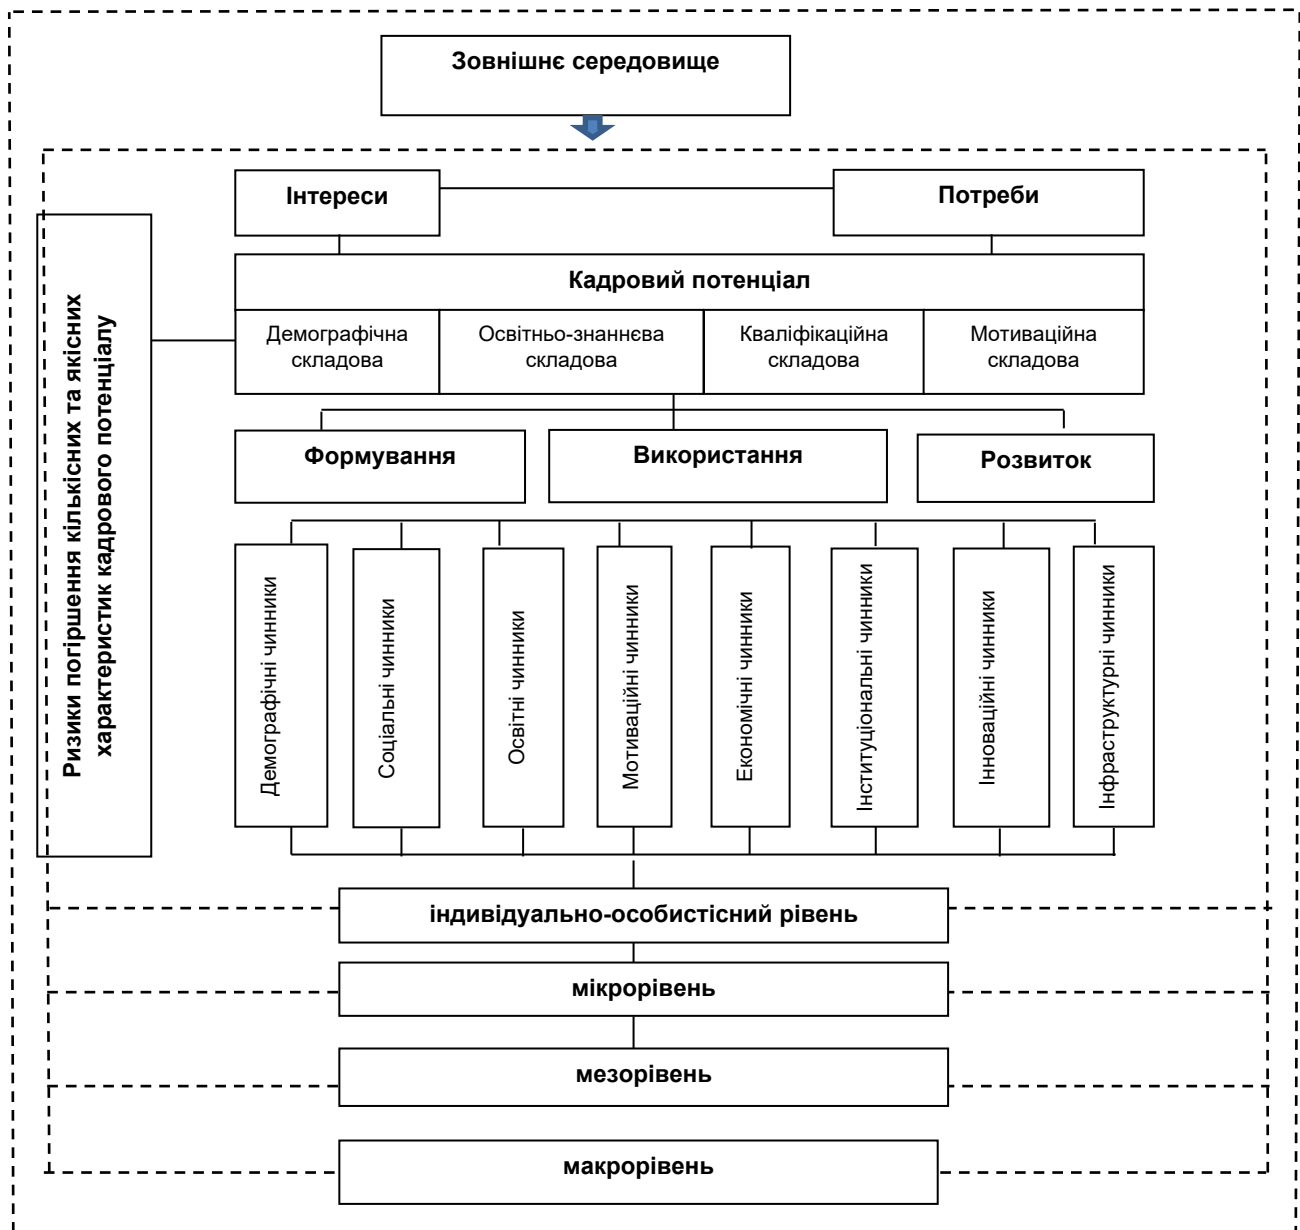 Зовнішнє середовище
Інтереси
Потреби
Ризики погіршення кількісних та якісних
характеристик кадрового потенціалу
Кадровий потенціал
Демографічна
складова
Освітньо-знаннєва
складова
Кваліфікаційна
складова
Мотиваційна
складова
Формування
Використання
Розвиток
Демографічні чинники
Соціальні чинники
Освітні чинники
Мотиваційні чинники
Економічні чинники
Інституціональні чинники
Інноваційні чинники
Інфраструктурні чинники
індивідуально-особистісний рівень
мікрорівень
мезорівень
макрорівень